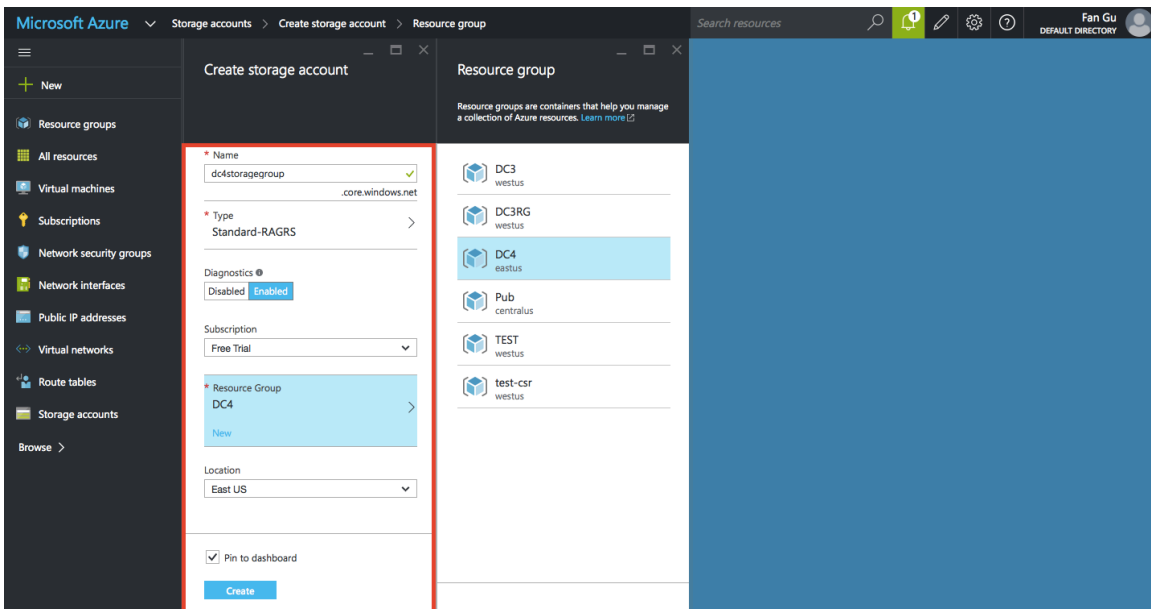 Microsoft Azure Storage accounts > Create storage account > Resource group Search resources 1 ? Fan Gu
DEFAULT DIRECTORY
New
Resource groups
All resources
Virtual machines
Subscriptions
Network security groups
Network interfaces
Public IP addresses
Virtual networks
Route tables
Storage accounts
Browse >
Create storage account
* Name
dc4storagegroup
.core.windows.net
* Type
Standard-RAGRS
Diagnostics
Disabled Enabled
Subscription
Free Trial
* Resource Group
DC4
New
Location
East US
Pin to dashboard
Create
Resource group
Resource groups are containers that help you manage
a collection of Azure resources. Learn more
DC3
westus
DC3RG
westus
DC4
eastus
Pub
centralus
TEST
westus
test-csr
westus